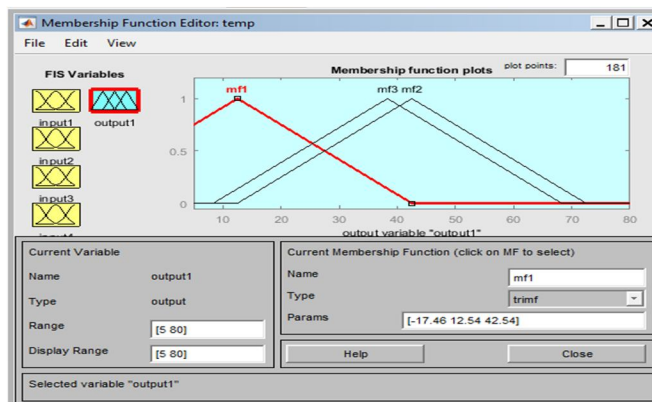 Membership Function Editor: temp
File Edit View
FIS Variables
Membership function plots
plot points:
181
input1
output1
input2
input3
mf1
mf3 mf2
1
0.5
0
10 20 30 40 50 60 70 80
output variable "output1"
Current Variable
Name output1
Type output
Range [5 80]
Display Range [5 80]
Current Membership Function (click on MF to select)
Name mf1
Type trimf
Params [-17.46 12.54 42.54]
Help Close
Selected variable "output1"